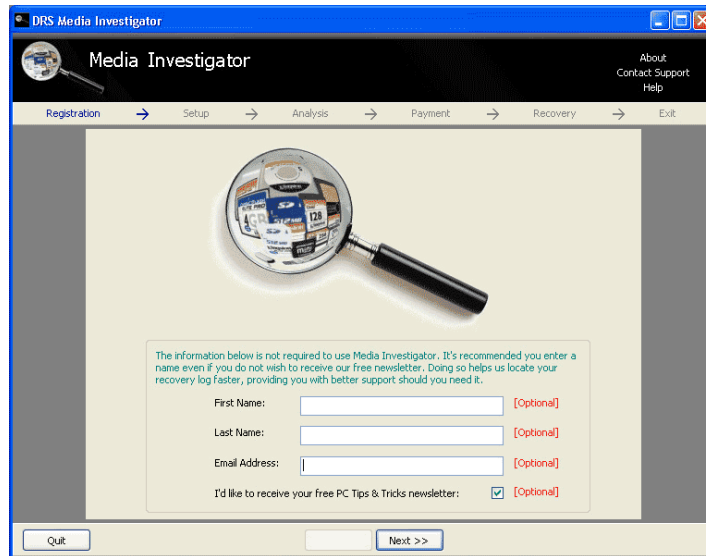 DRS Media Investigator
Media Investigator
About
Contact Support
Help
Registration → Setup → Analysis → Payment → Recovery → Exit
128
The information below is not required to use Media Investigator. It's recommended you enter a
name even if you do not wish to receive our free newsletter. Doing so helps us locate your
recovery log faster, providing you with better support should you need it.
First Name: [Optional]
Last Name: [Optional]
Email Address: [Optional]
I'd like to receive your free PC Tips & Tricks newsletter: [Optional]
Quit
Next >>